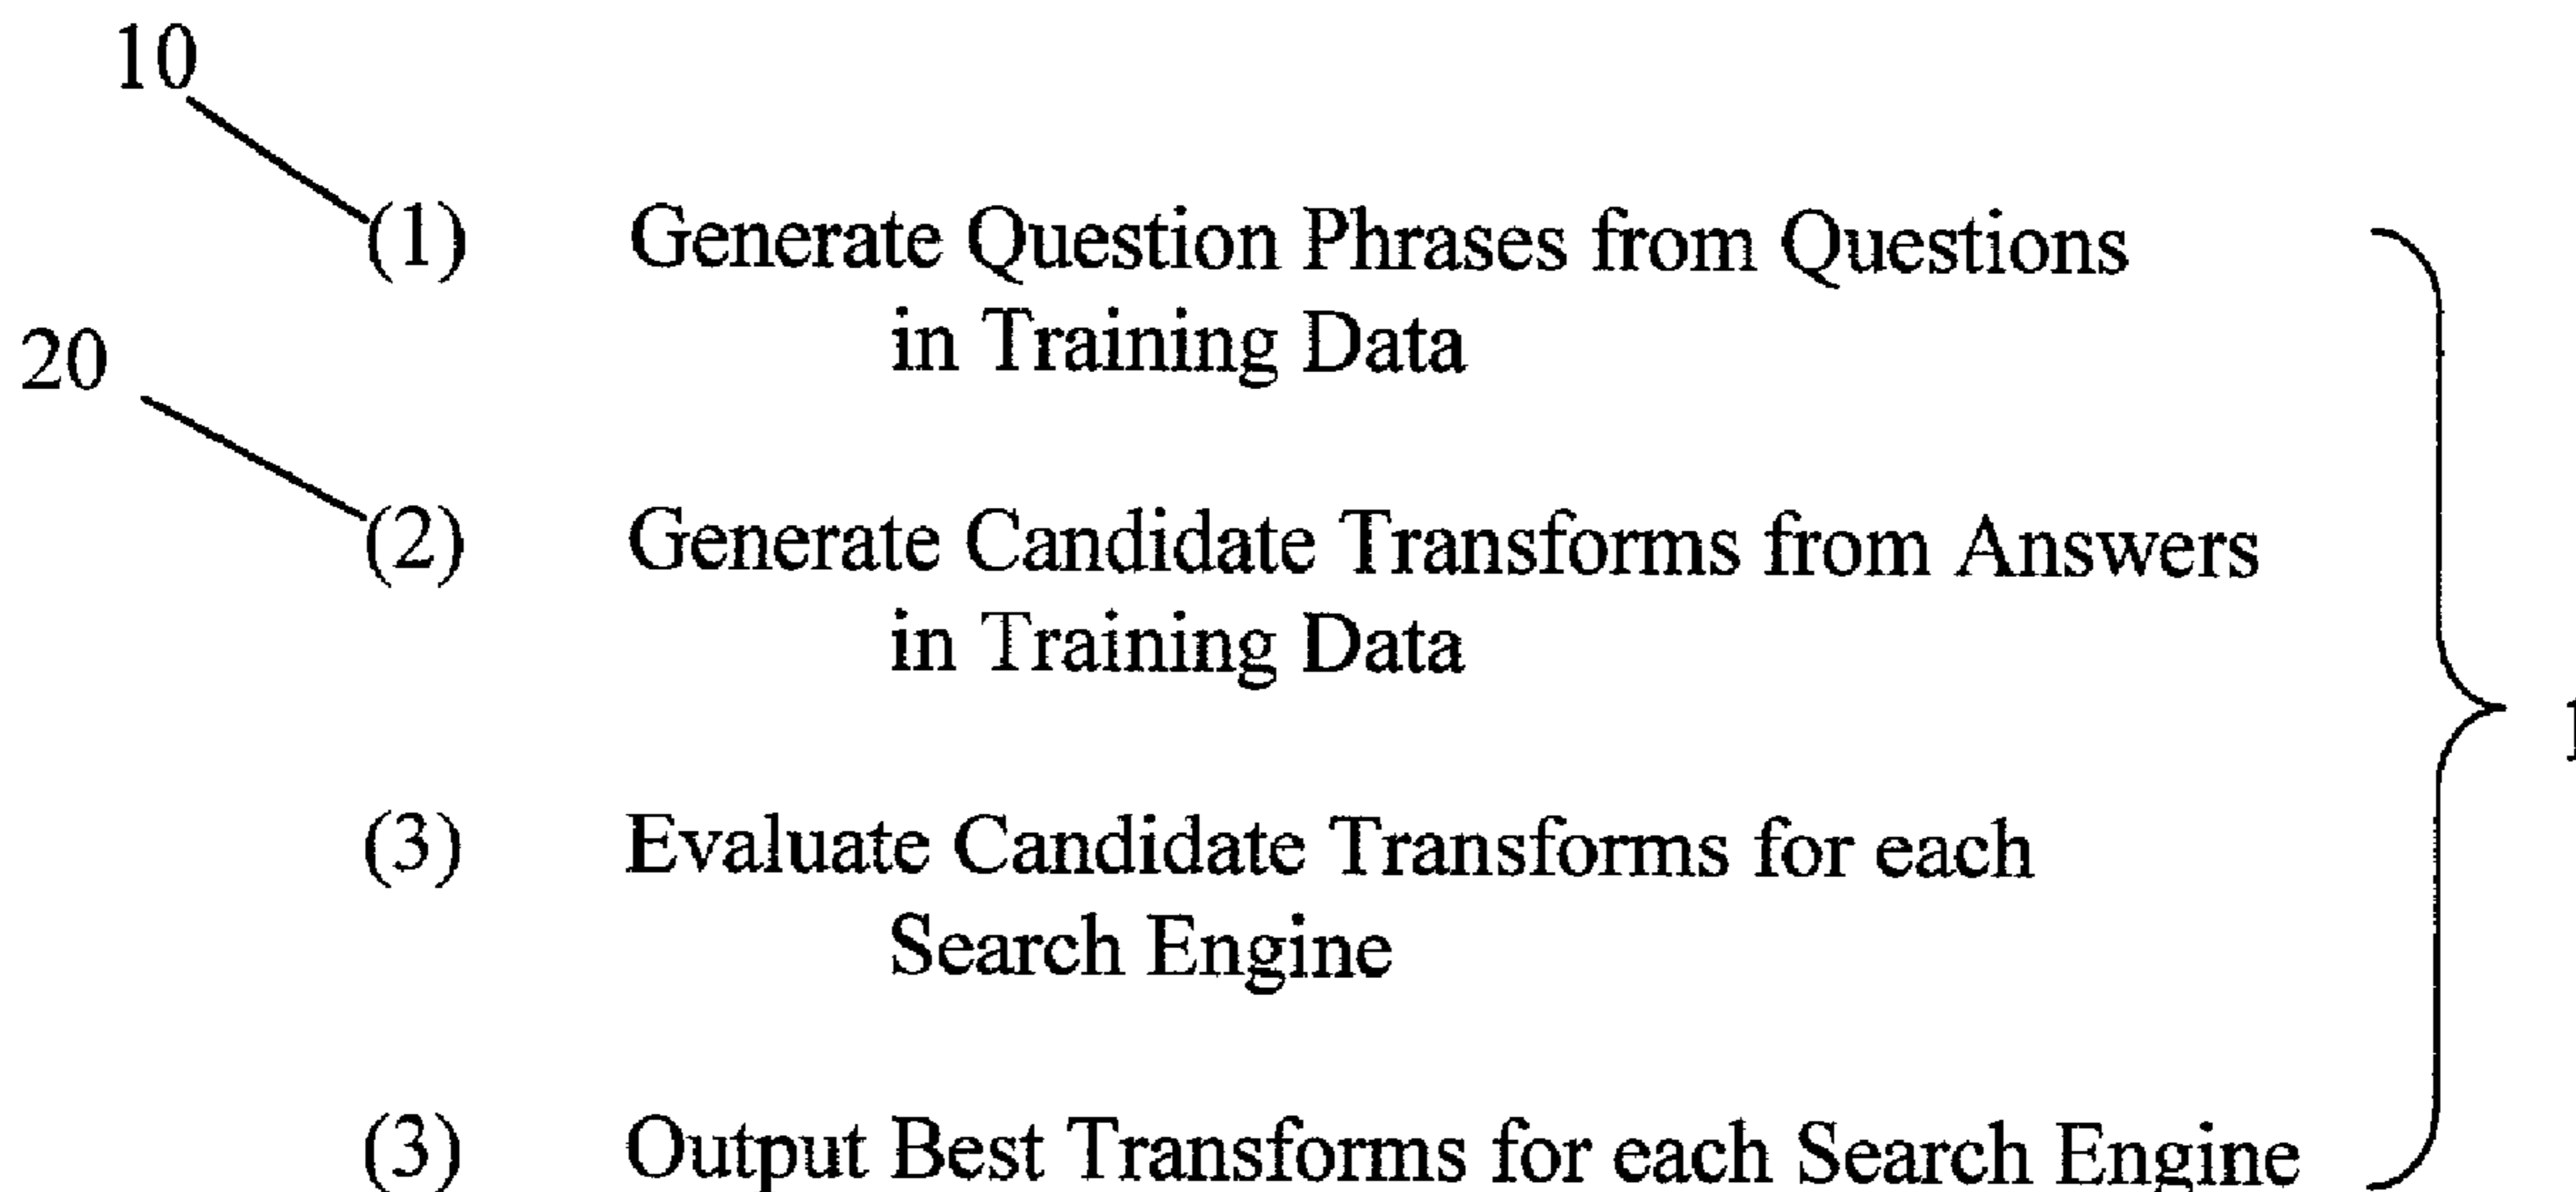 10
(1) Generate Question Phrases from Questions
in Training Data
20
(2) Generate Candidate Transforms from Answers
in Training Data
(3) Evaluate Candidate Transforms for each
Search Engine
(3) Output Best Transforms for each Search Engine